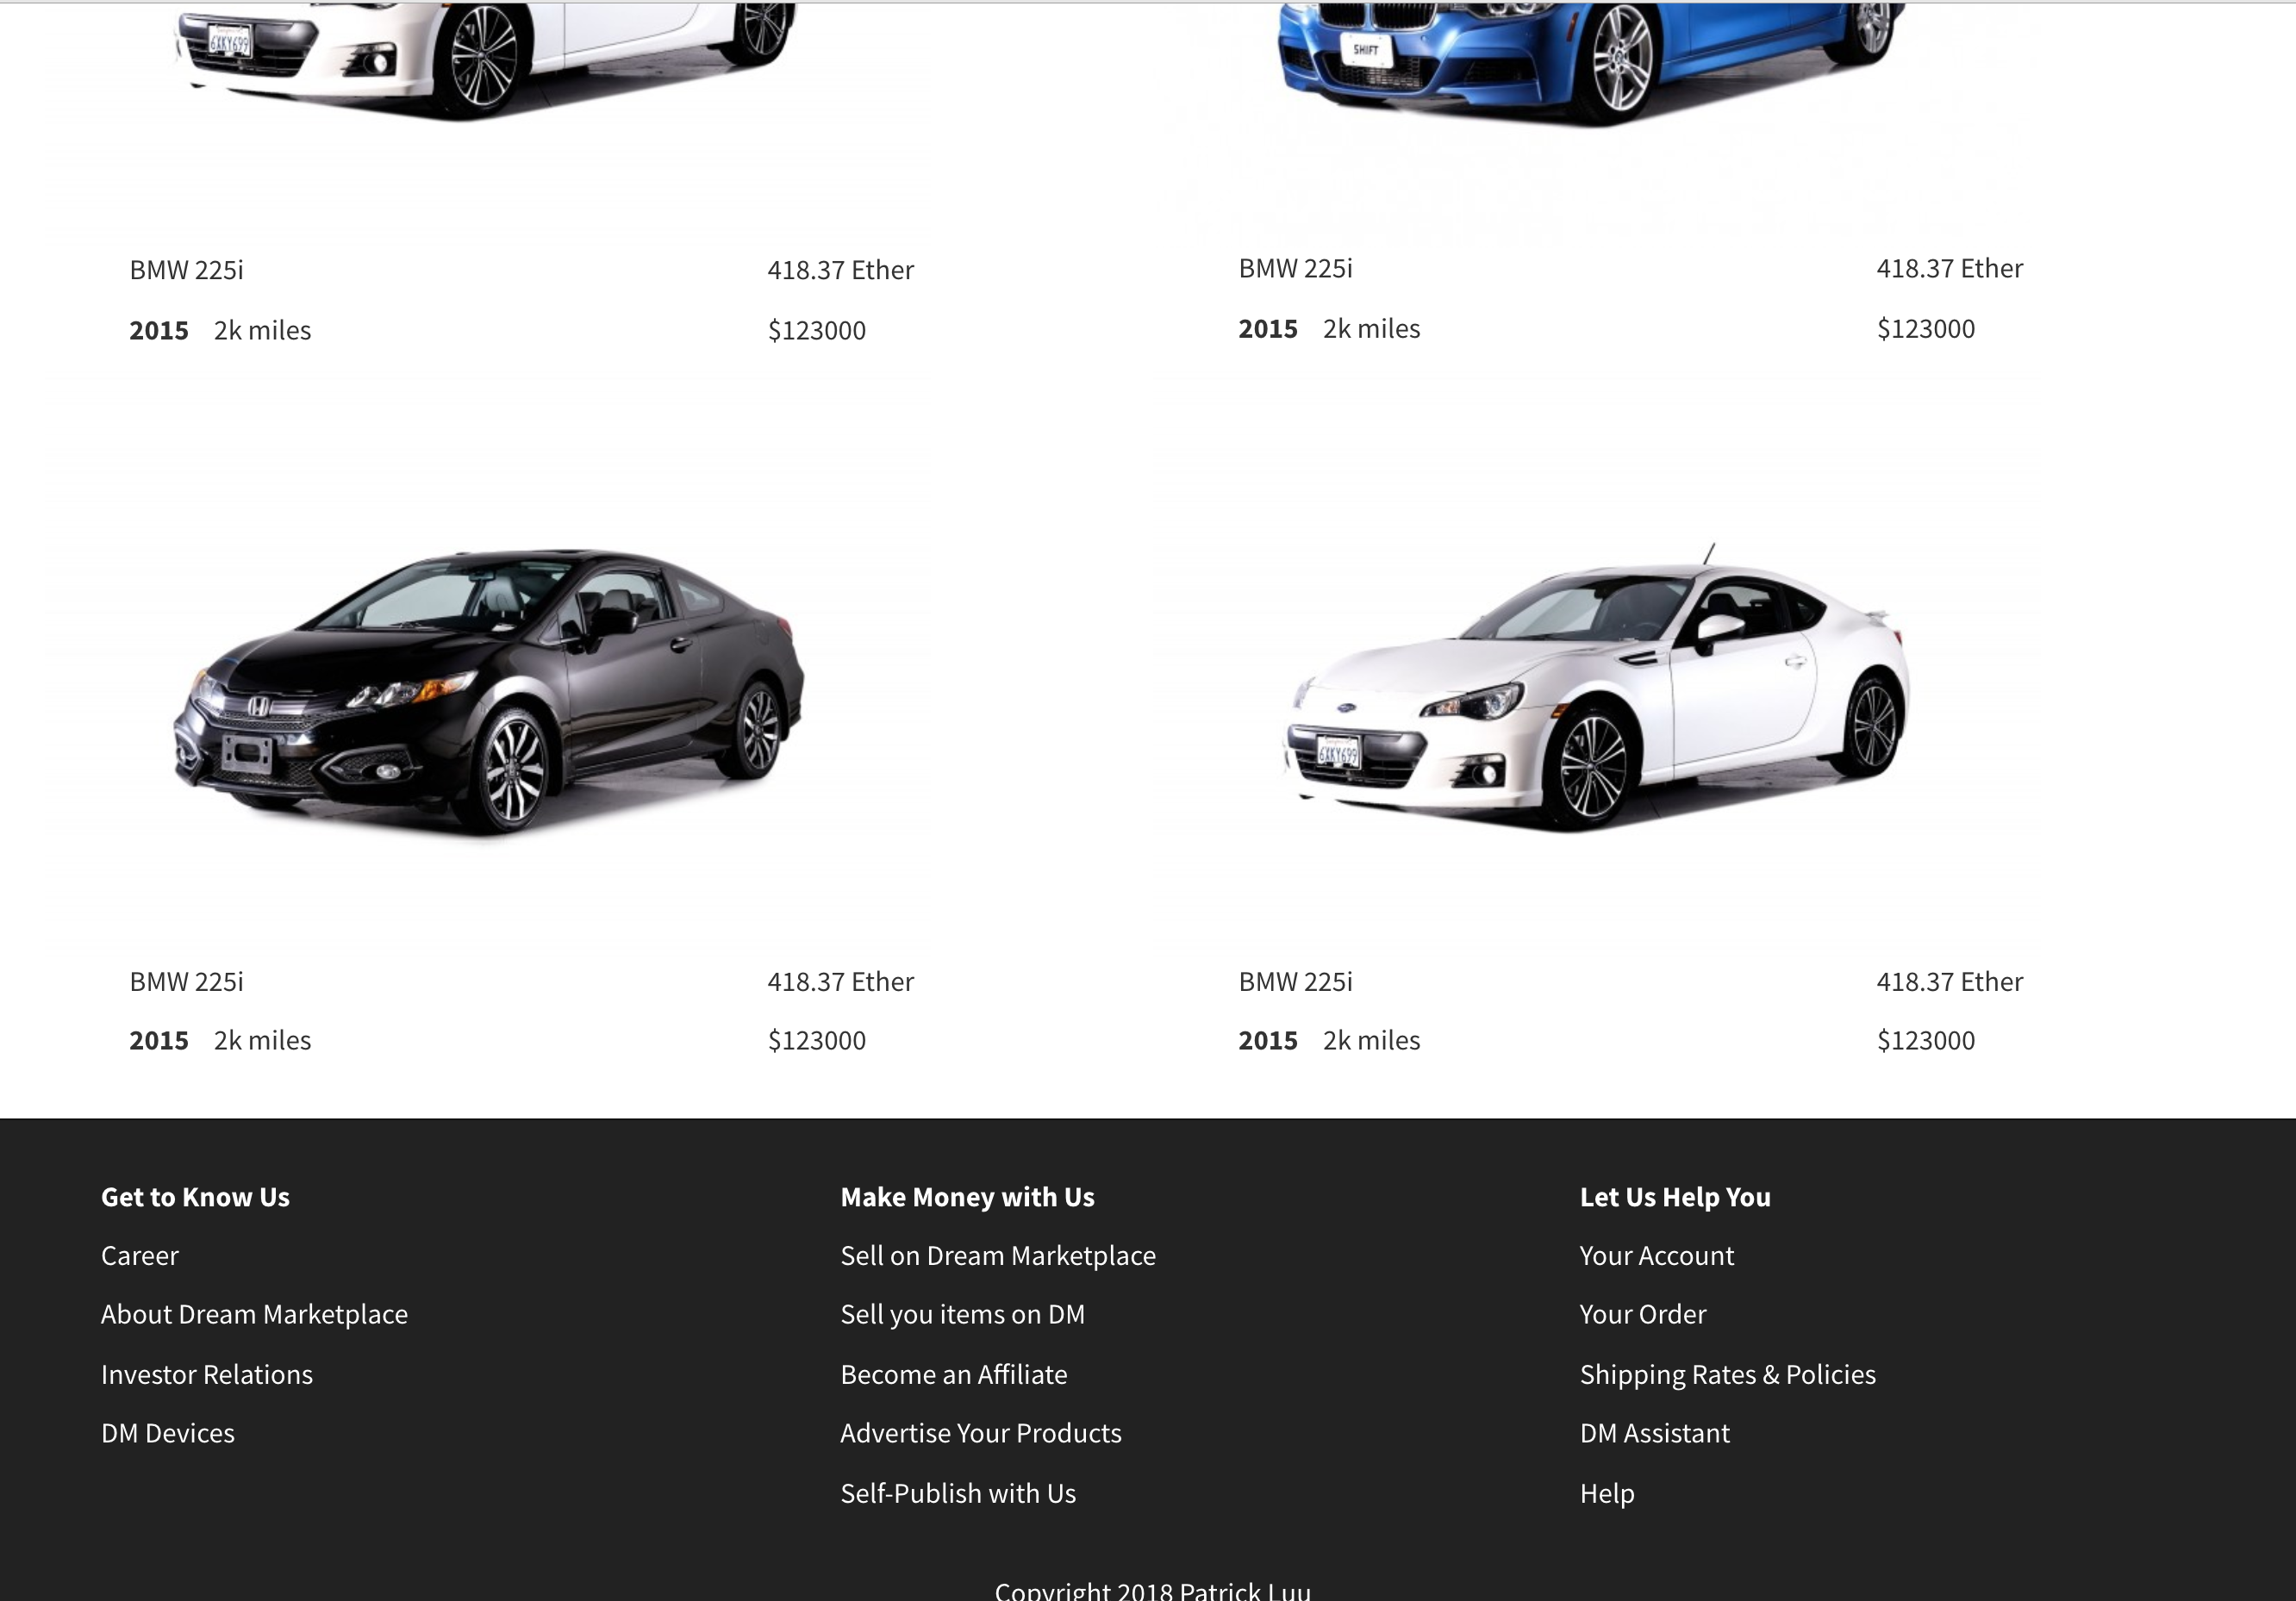 6XKY699
SHIFT
BMW 225i 418.37 Ether
2015 2k miles $123000
BMW 225i 418.37 Ether
2015 2k miles $123000
6XKY699
BMW 225i 418.37 Ether
2015 2k miles $123000
BMW 225i 418.37 Ether
2015 2k miles $123000
Get to Know Us
Career
About Dream Marketplace
Investor Relations
DM Devices
Make Money with Us
Sell on Dream Marketplace
Sell you items on DM
Become an Affiliate
Advertise Your Products
Self-Publish with Us
Let Us Help You
Your Account
Your Order
Shipping Rates & Policies
DM Assistant
Help
Copyright 2018 Patrick Luu